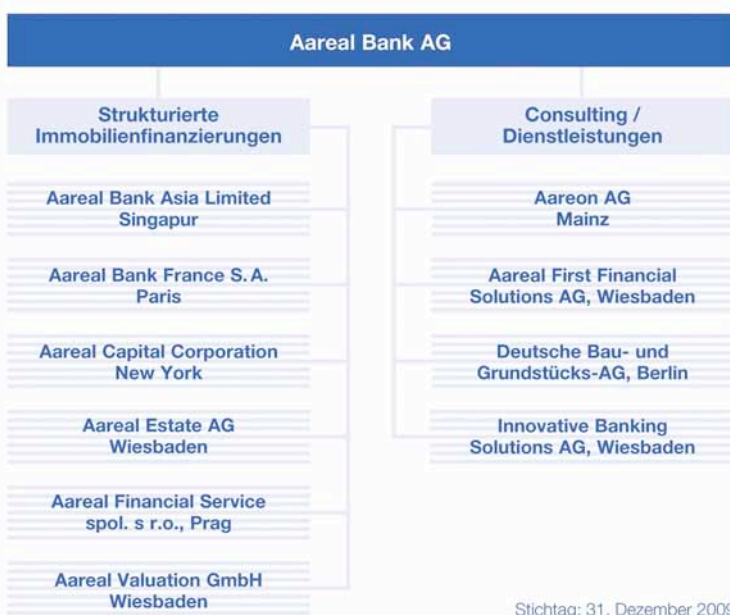 Aareal Bank AG
Strukturierte
Immobilienfinanzierungen
Aareal Bank Asia Limited
Singapur
Aareal Bank France S. A.
Paris
Aareal Capital Corporation
New York
Aareal Estate AG
Wiesbaden
Aareal Financial Service
spol. s r.o., Prag
Aareal Valuation GmbH
Wiesbaden
Consulting /
Dienstleistungen
Aareon AG
Mainz
Aareal First Financial
Solutions AG, Wiesbaden
Deutsche Bau- und
Grundstücks-AG, Berlin
Innovative Banking
Solutions AG, Wiesbaden
Stichtag: 31. Dezember 2009